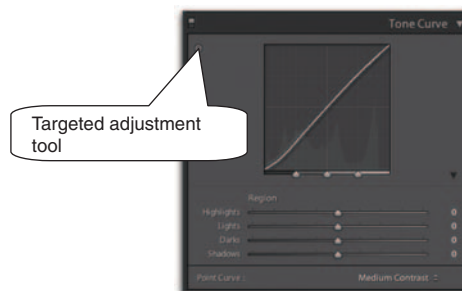 Tone Curve
Targeted adjustment
tool
Region
Highlights 0
Lights 0
Darks 0
Shadows 0
Point Curve : Medium Contrast